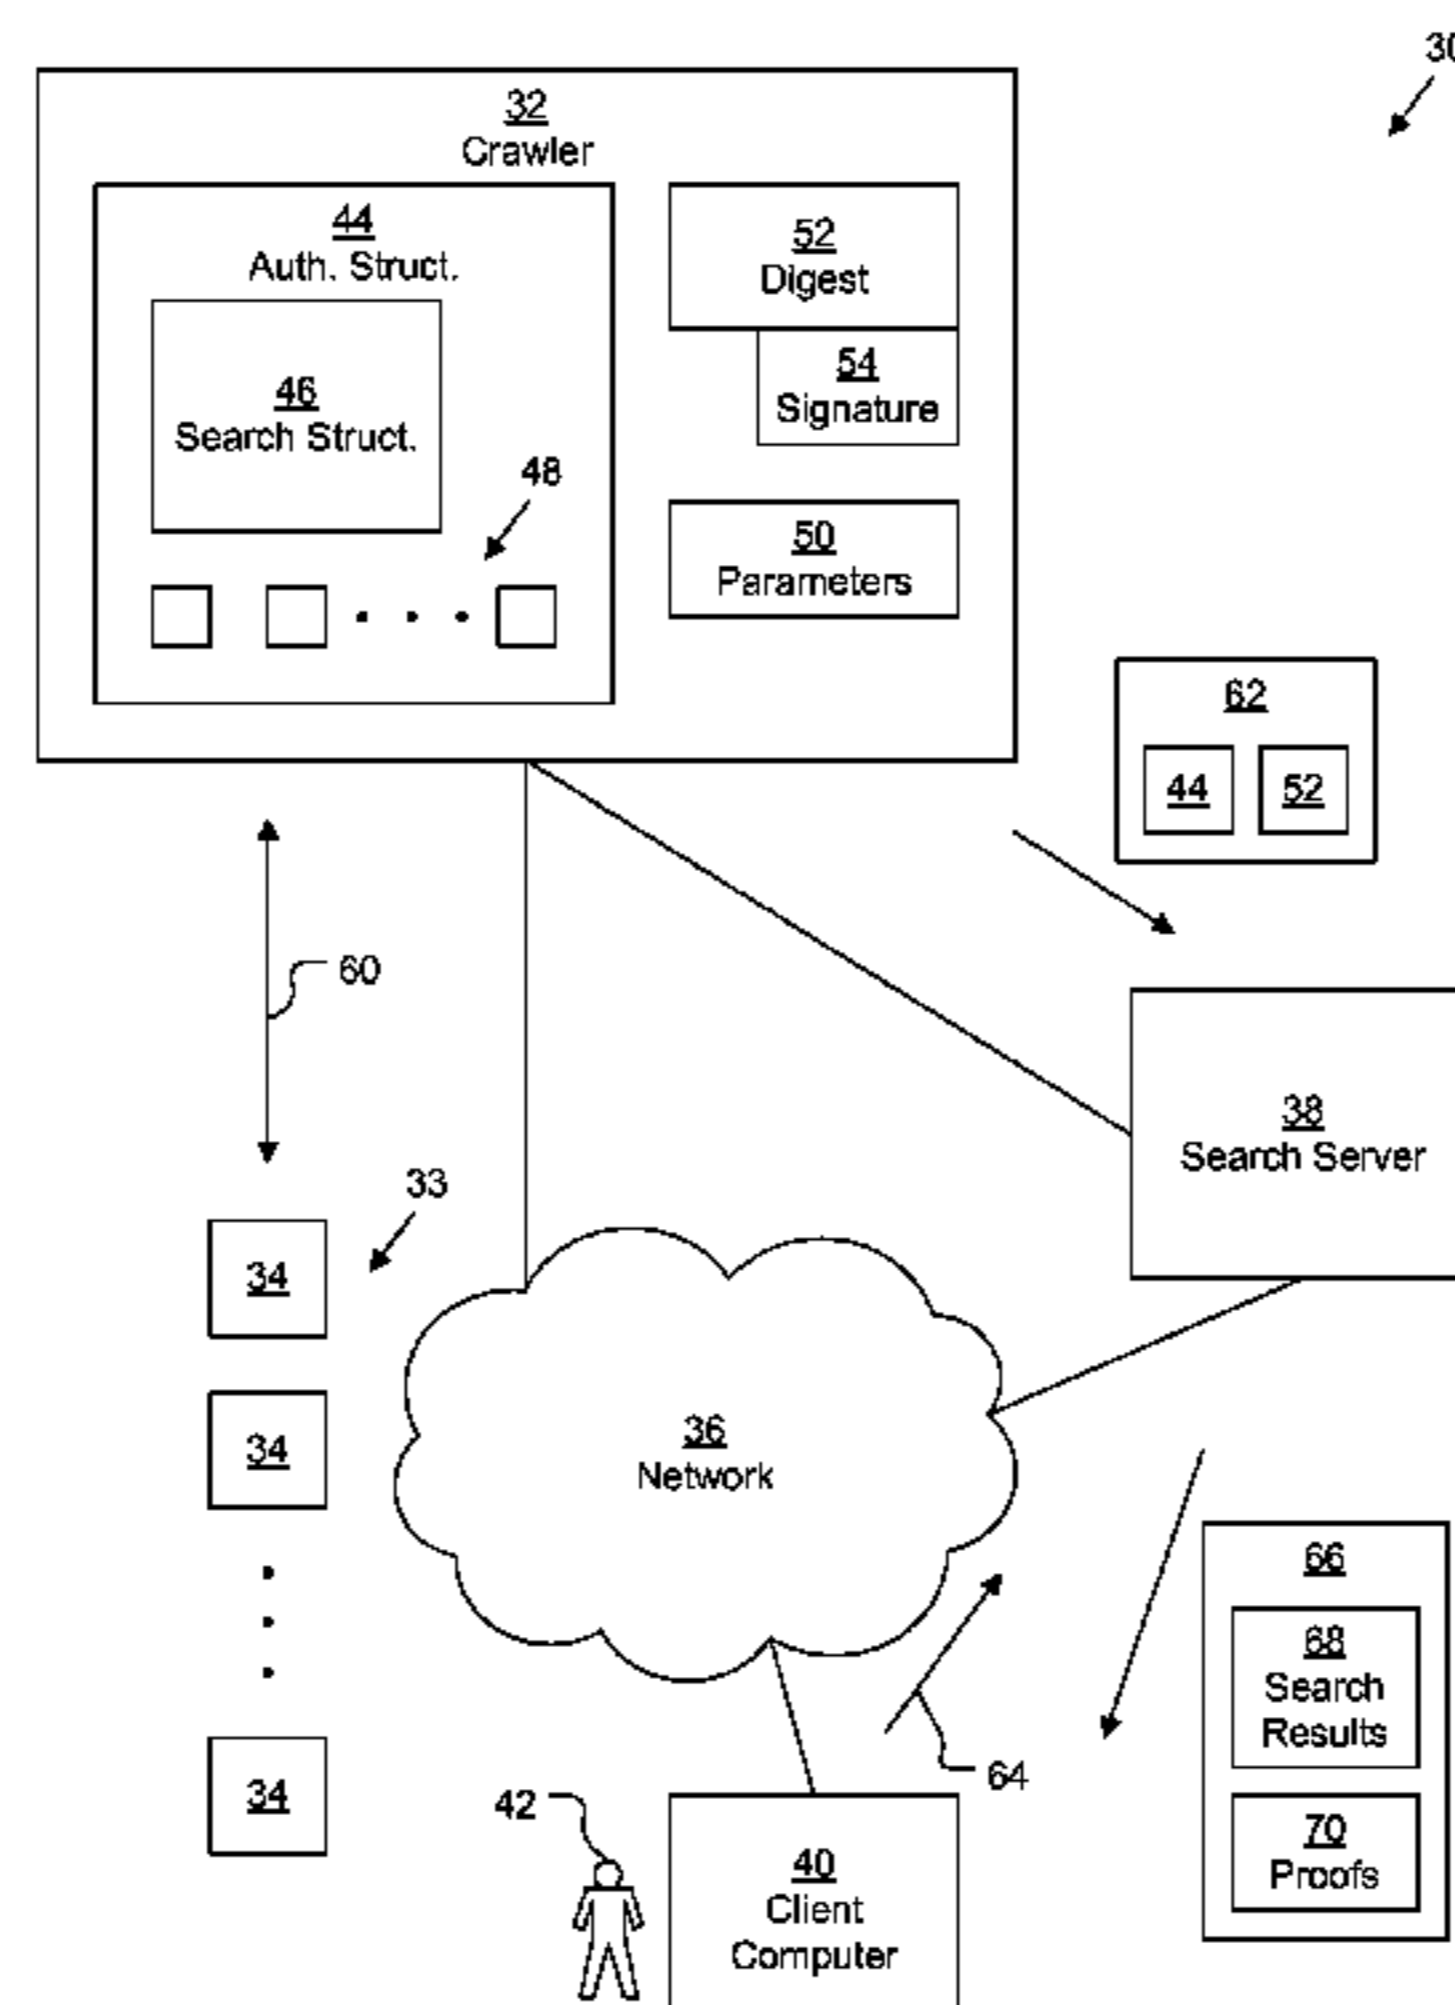 30
32
Crawler
44
Auth. Struct.
46
Search Struct.
48
52
Digest
54
Signature
50
Parameters
62
44
52
60
38
Search Server
33
34
34
34
36
Network
66
68
Search
Results
70
Proofs
64
42
40
Client
Computer